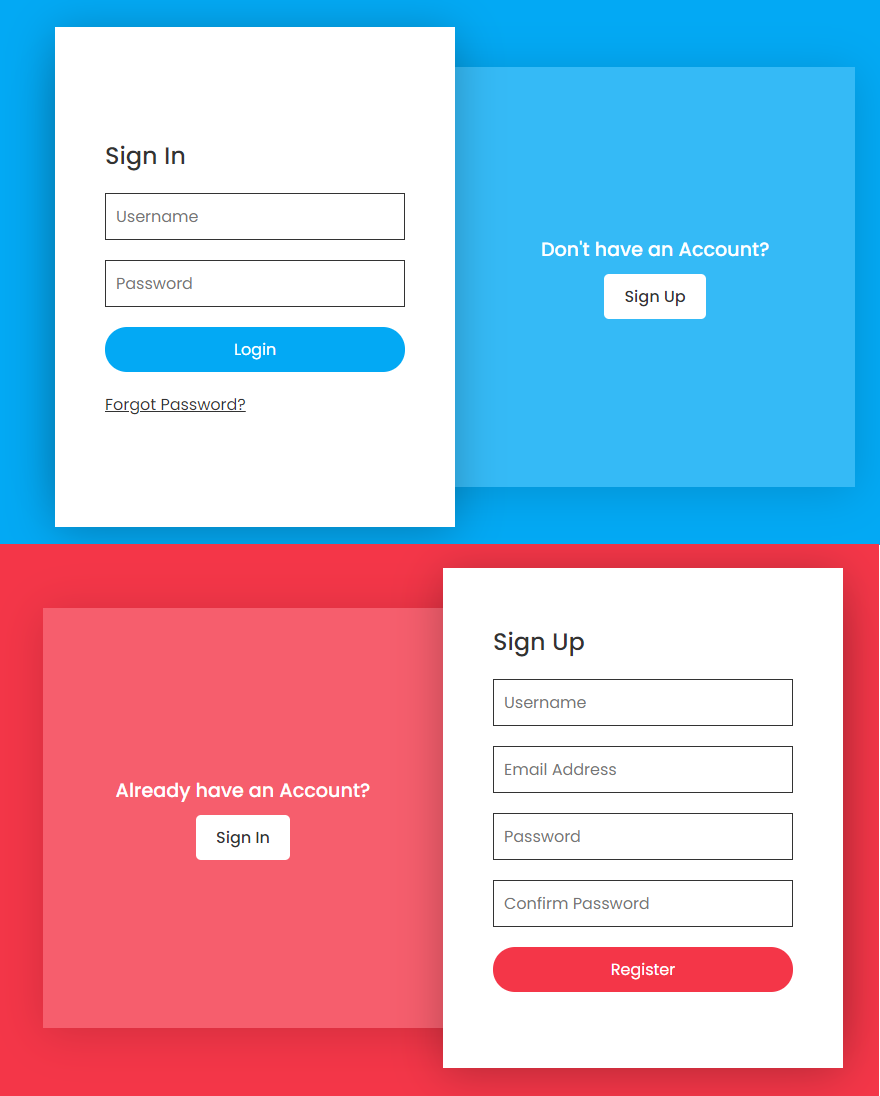 Sign In
Username
Password
Login
Forgot Password?
Don't have an Account?
Sign Up
Already have an Account?
Sign In
Sign Up
Username
Email Address
Password
Confirm Password
Register